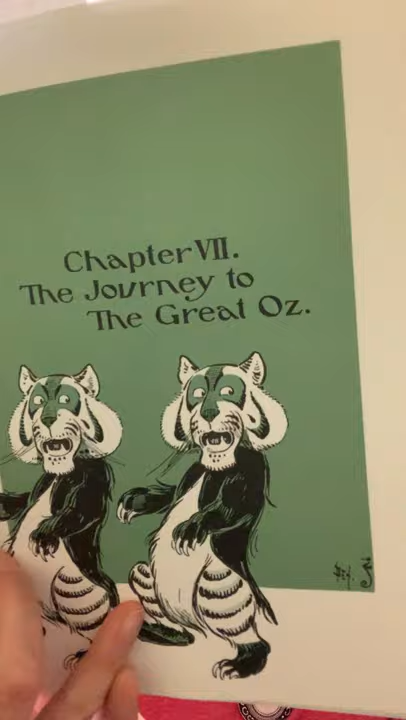 Chapter VII.
The Journey to
The Great Oz.